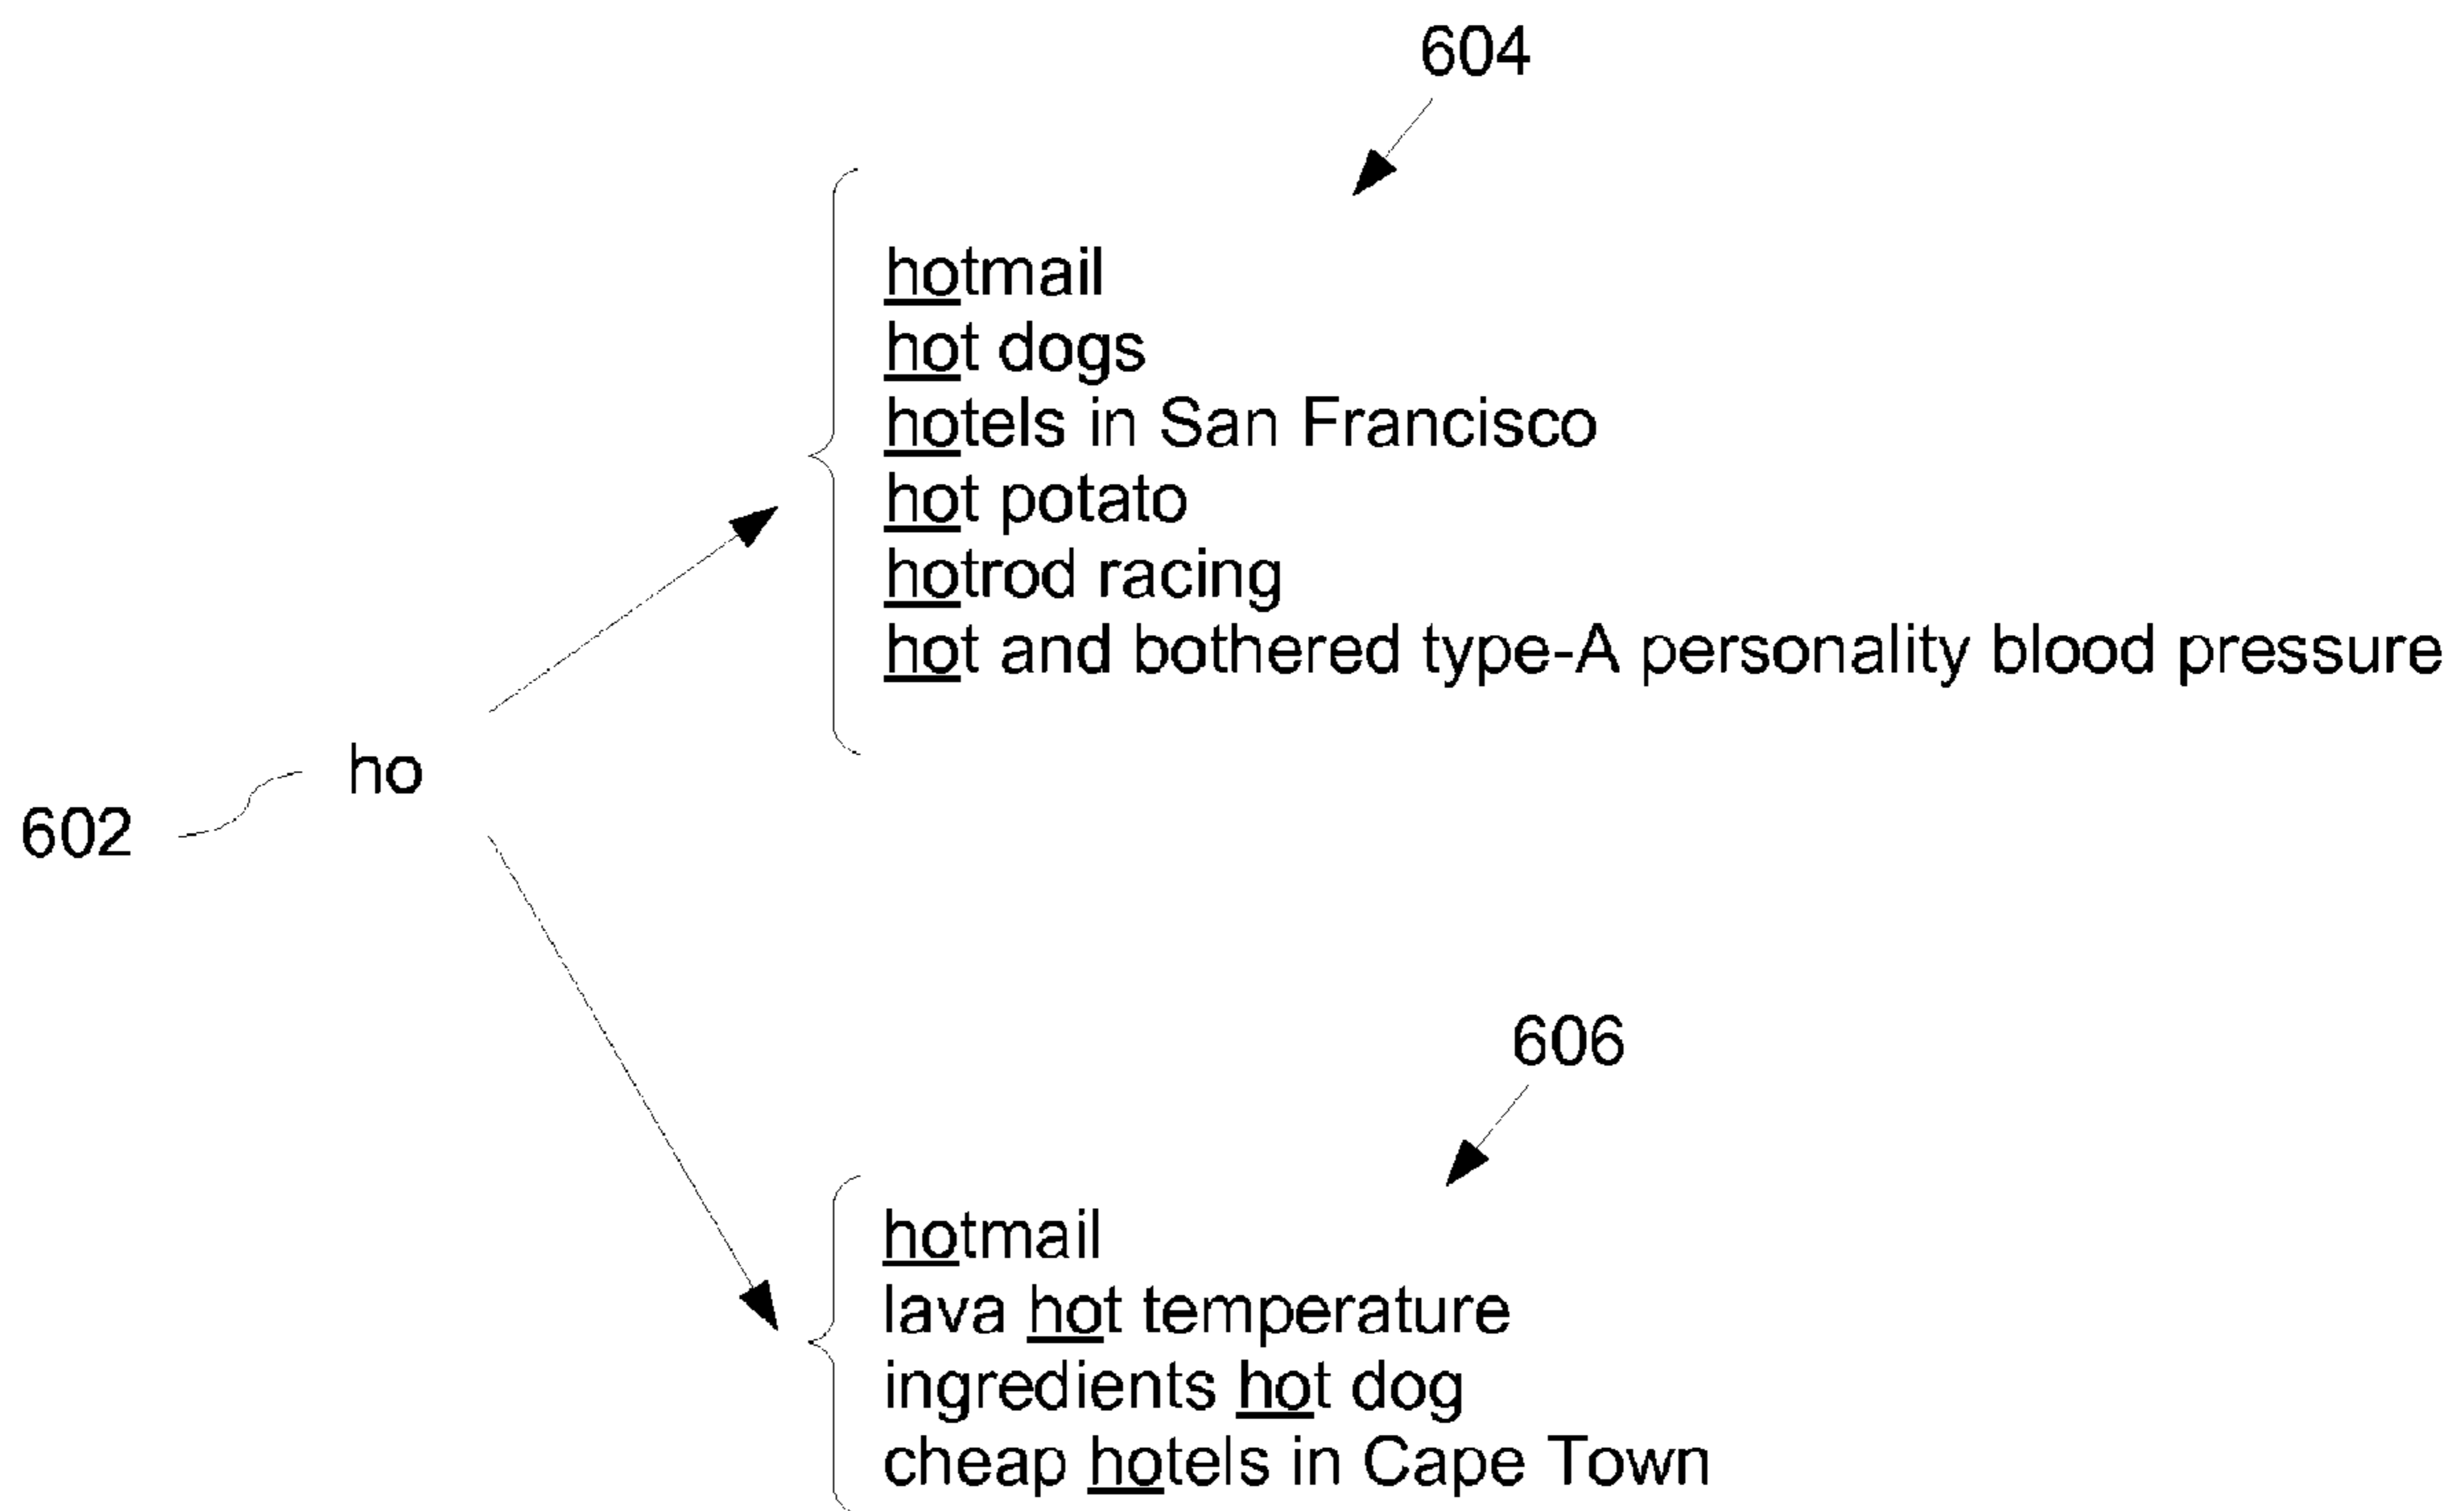 604
hotmail
hot dogs
hotels in San Francisco
hot potato
hotrod racing
hot and bothered type-A personality blood pressure
ho
602
606
hotmail
lava hot temperature
ingredients hot dog
cheap hotels in Cape Town